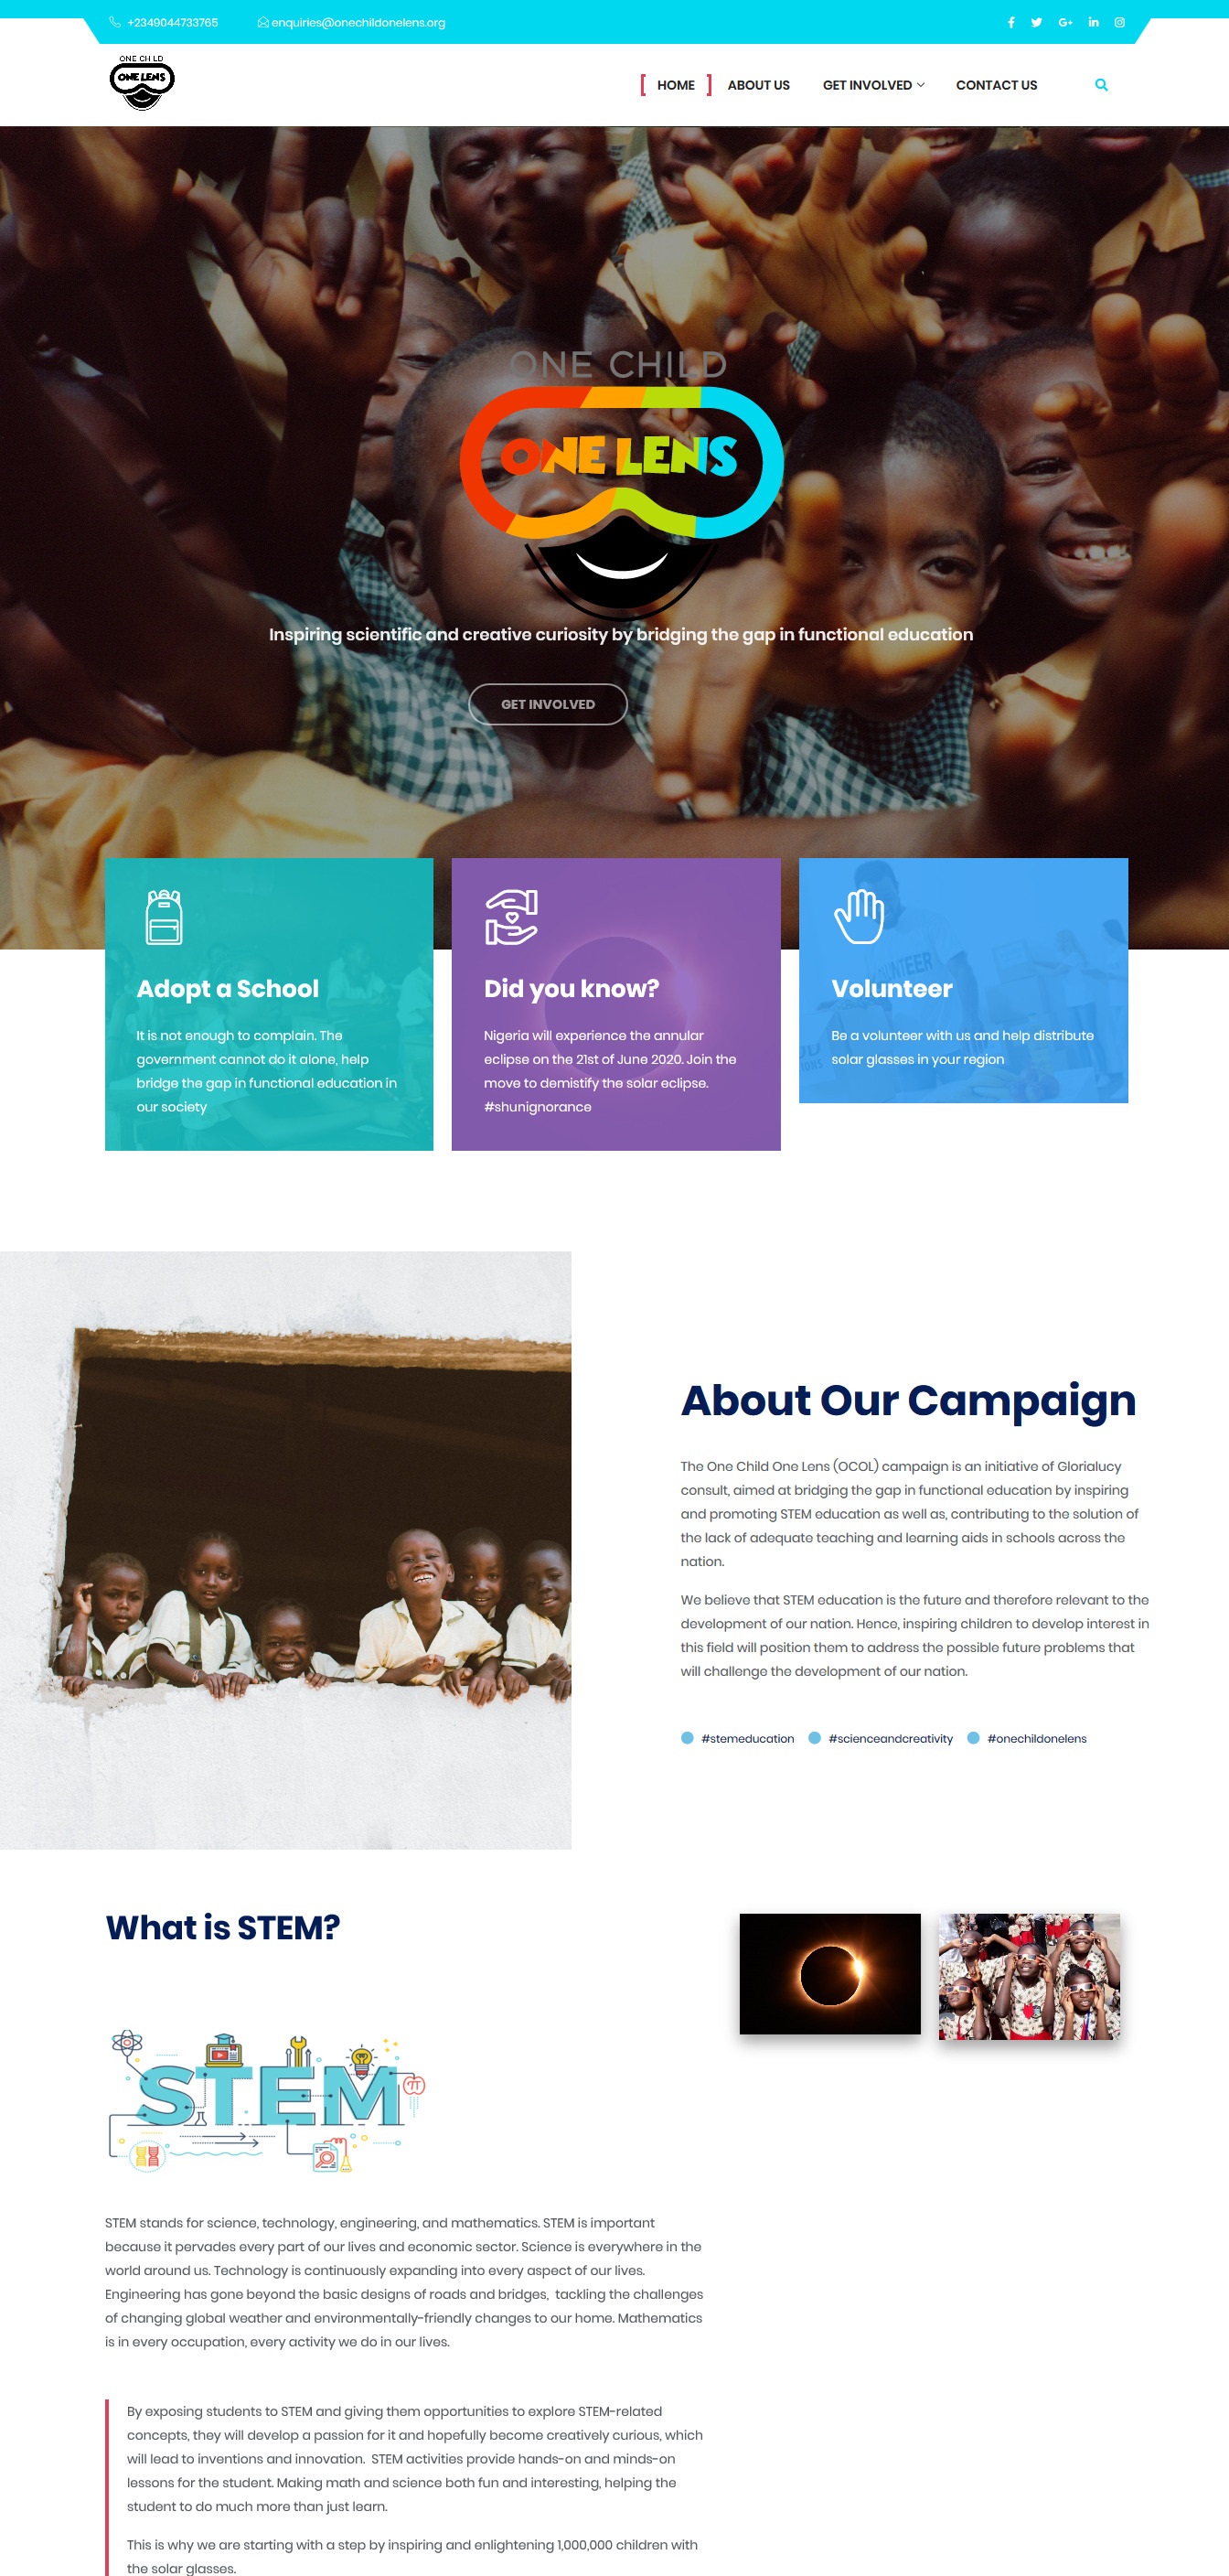 +2349044733765
enquiries@onechildonelens.org
ONE CHILD
ONE LENS
HOME
ABOUT US
GET INVOLVED
CONTACT US
ONE CHILD
ONE LENS
Inspiring scientific and creative curiosity by bridging the gap in functional education
GET INVOLVED
Adopt a School
It is not enough to complain. The
government cannot do it alone, help
bridge the gap in functional education in
our society
Did you know?
Nigeria will experience the annular
eclipse on the 21st of June 2020. Join the
move to demistify the solar eclipse.
#shunignorance
Volunteer
Be a volunteer with us and help distribute
solar glasses in your region
About Our Campaign
The One Child One Lens (OCOL) campaign is an initiative of Glorialucy
consult, aimed at bridging the gap in functional education by inspiring
and promoting STEM education as well as, contributing to the solution of
the lack of adequate teaching and learning aids in schools across the
nation.
We believe that STEM education is the future and therefore relevant to the
development of our nation. Hence, inspiring children to develop interest in
this field will position them to address the possible future problems that
will challenge the development of our nation.
#stemeducation
#scienceandcreativity
#onechildonelens
What is STEM?
STEM
STEM stands for science, technology, engineering, and mathematics. STEM is important
because it pervades every part of our lives and economic sector. Science is everywhere in the
world around us. Technology is continuously expanding into every aspect of our lives.
Engineering has gone beyond the basic designs of roads and bridges, tackling the challenges
of changing global weather and environmentally-friendly changes to our home. Mathematics
is in every occupation, every activity we do in our lives.
By exposing students to STEM and giving them opportunities to explore STEM-related
concepts, they will develop a passion for it and hopefully become creatively curious, which
will lead to inventions and innovation. STEM activities provide hands-on and minds-on
lessons for the student. Making math and science both fun and interesting, helping the
student to do much more than just learn.
This is why we are starting with a step by inspiring and enlightening 1,000,000 children with
the solar glasses.